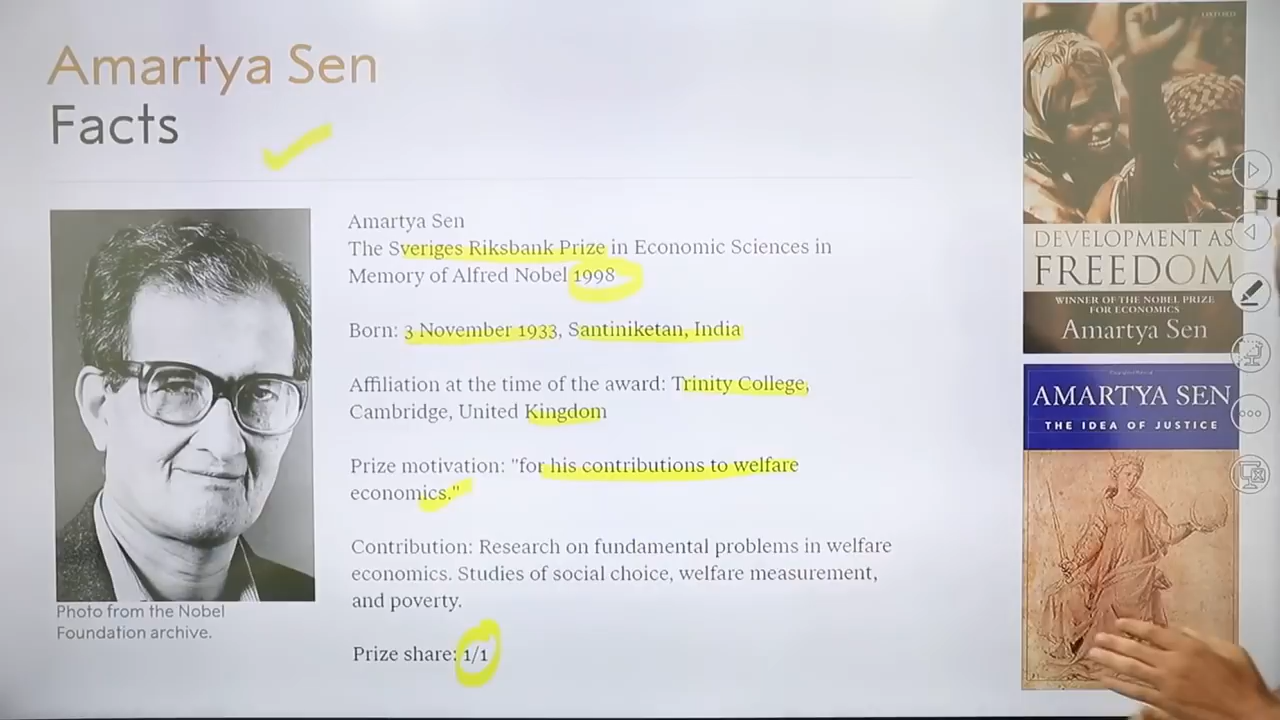 Amartya Sen
Facts
Amartya Sen
The Sveriges Riksbank Prize in Economic Sciences in
Memory of Alfred Nobel 1998
Born: 3 November 1933, Santiniketan, India
Affiliation at the time of the award: Trinity College,
Cambridge, United Kingdom
Prize motivation: "for his contributions to welfare
economics."
Contribution: Research on fundamental problems in welfare
economics. Studies of social choice, welfare measurement,
and poverty.
Prize share: 1/1
Photo from the Nobel
Foundation archive.
OXFORD
DEVELOPMENT AS
FREEDOM
WINNER OF THE NOBEL PRIZE
FOR ECONOMICS
Amartya Sen
AMARTYA SEN
THE IDEA OF JUSTICE